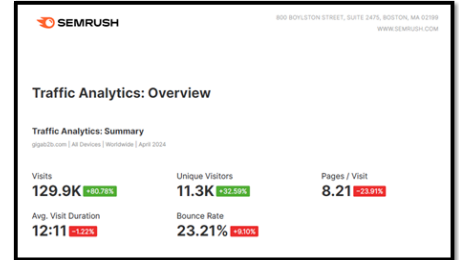 SEMRUSH
800 BOYLSTON STREET, SUITE 2475, BOSTON, MA 02199
WWW.SEMRUSH.COM
Traffic Analytics: Overview
Traffic Analytics: Summary
gigab2b.com | All Devices | Worldwide | April 2024
Visits
Unique Visitors
Pages / Visit
129.9K +80.78%
11.3K +32.59%
8.21 -23.91%
Avg. Visit Duration
Bounce Rate
12:11 -1.22%
23.21% +9.10%